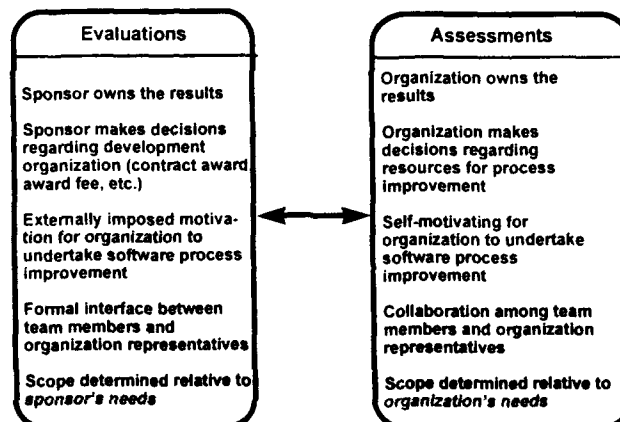 Evaluations
Sponsor owns the results
Sponsor makes decisions
regarding development
organization (contract award
award fee, etc.)
Externally imposed motiva-
tion for organization to
undertake software process
improvement
Formal interface between
team members and
organization representatives
Scope determined relative to
sponsor's needs
Assessments
Organization owns the
results
Organization makes
decisions regarding
resources for process
improvement
Self-motivating for
organization to undertake
software process
improvement
Collaboration among team
members and organization
representatives
Scope determined relative to
organization's needs